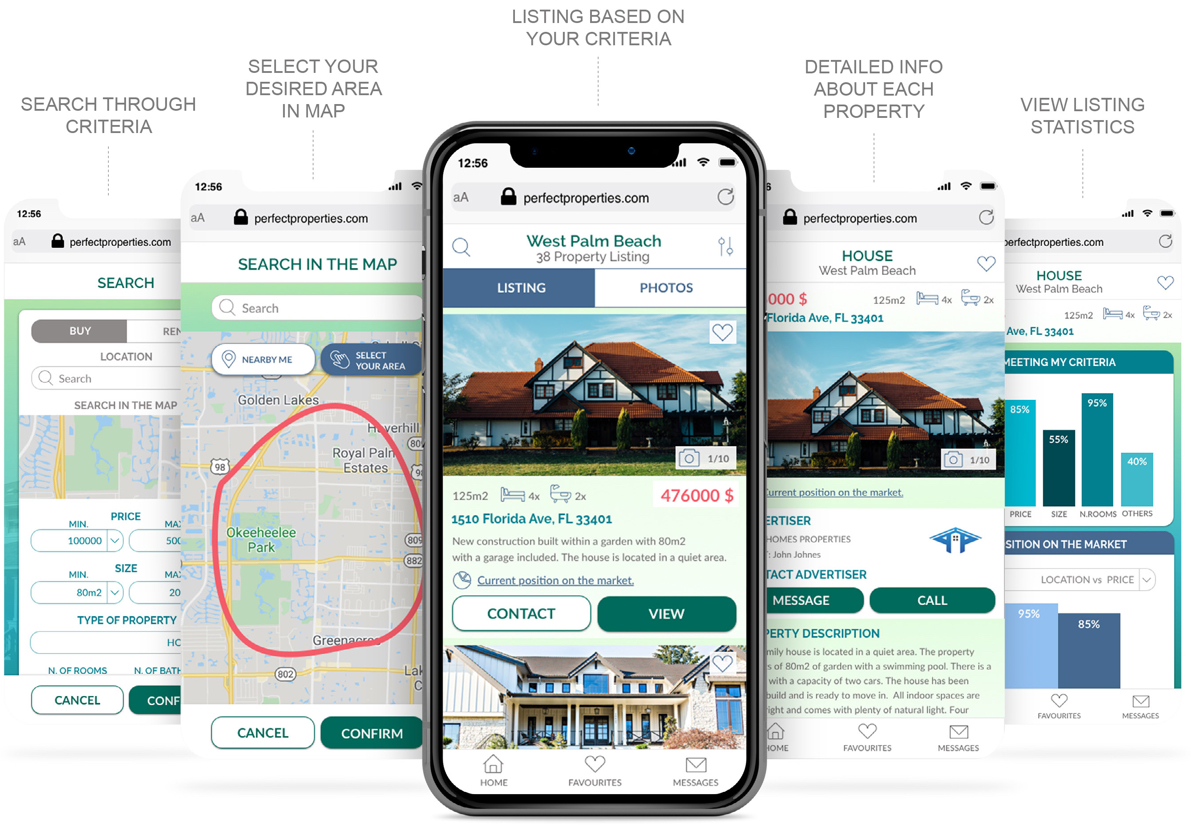 LISTING BASED ON
YOUR CRITERIA
SELECT YOUR
DESIRED AREA
IN MAP
DETAILED INFO
ABOUT EACH
PROPERTY
SEARCH THROUGH
CRITERIA
VIEW LISTING
STATISTICS
12:56
aA perfectproperties.com
SEARCH
BUY REN
LOCATION
Search
SEARCH IN THE MAP
PRICE
MIN. MAX
100000 500
SIZE
MIN. MAX
80m2 20
TYPE OF PROPERTY
HO
N. OF ROOMS N. OF BATH
CANCEL CONF
12:56
aA perfectproperties.com
SEARCH IN THE MAP
Search
NEARBY ME
SELECT
YOUR AREA
Golden Lakes
Haverhill
80
Royal Palm
Estates
98
98
Okeeheelee
Park
809
882
Greenacres
802
Lak
C
CANCEL CONFIRM
12:56
aA perfectproperties.com
West Palm Beach
38 Property Listing
LISTING PHOTOS
1/10
125m2 4x 2x 476000 $
1510 Florida Ave, FL 33401
New construction built within a garden with 80m2
with a garage included. The house is located in a quiet area.
Current position on the market.
CONTACT VIEW
HOME FAVOURITES MESSAGES
6
perfectproperties.com
HOUSE
West Palm Beach
000 $ 125m2 4x 2x
Florida Ave, FL 33401
1/10
Current position on the market.
ERTISER
HOMES PROPERTIES
: John Johnes
TACT ADVERTISER
MESSAGE CALL
PERTY DESCRIPTION
mily house is located in a quiet area. The property
s of 80m2 of garden with a swimming pool. There is a
with a capacity of two cars. The house has been
build and is ready to move in. All indoor spaces are
right and comes with plenty of natural light. Four
HOME FAVOURITES MESSAGES
perfectproperties.com
HOUSE
West Palm Beach
125m2 4x 2x
Ave, FL 33401
MEETING MY CRITERIA
85% 55% 95% 40%
PRICE SIZE N.ROOMS OTHERS
SITION ON THE MARKET
LOCATION vs PRICE
95% 85%
FAVOURITES MESSAGES